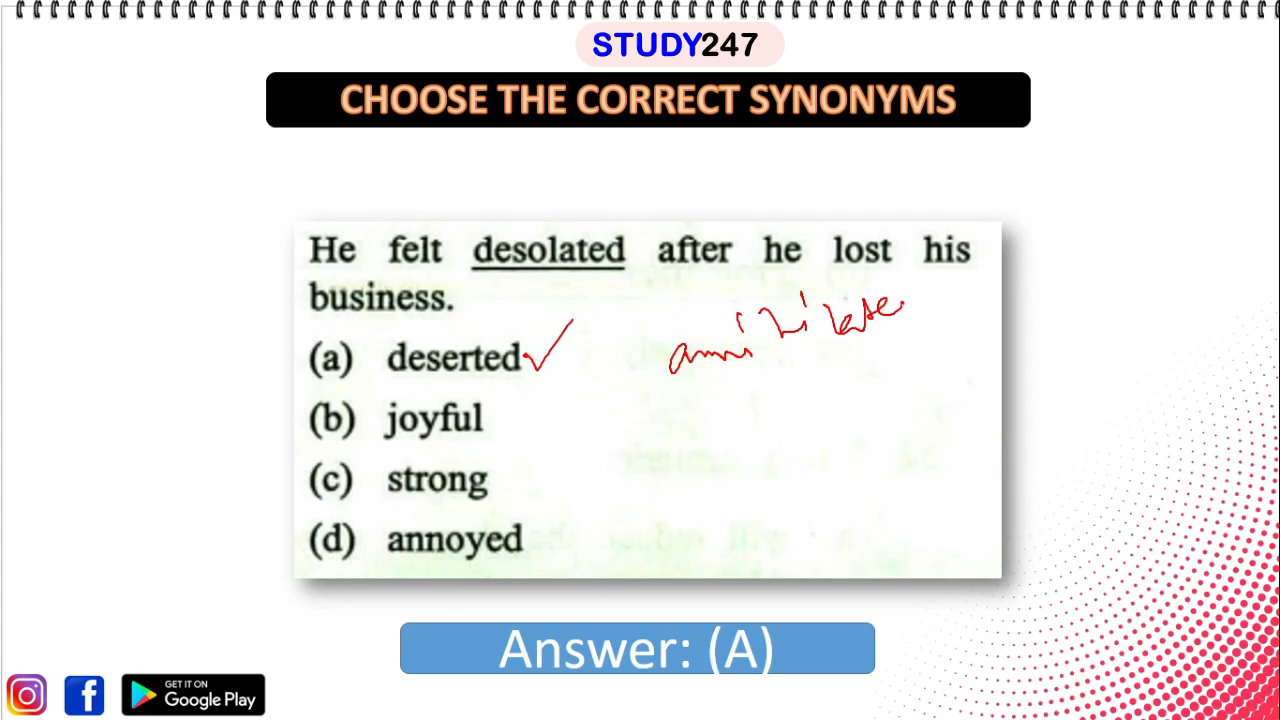 STUDY247
CHOOSE THE CORRECT SYNONYMS
He felt desolated after he lost his
business.
(a) deserted
(b) joyful
(c) strong
(d) annoyed
Answer: (A)
GET IT ON
Google Play